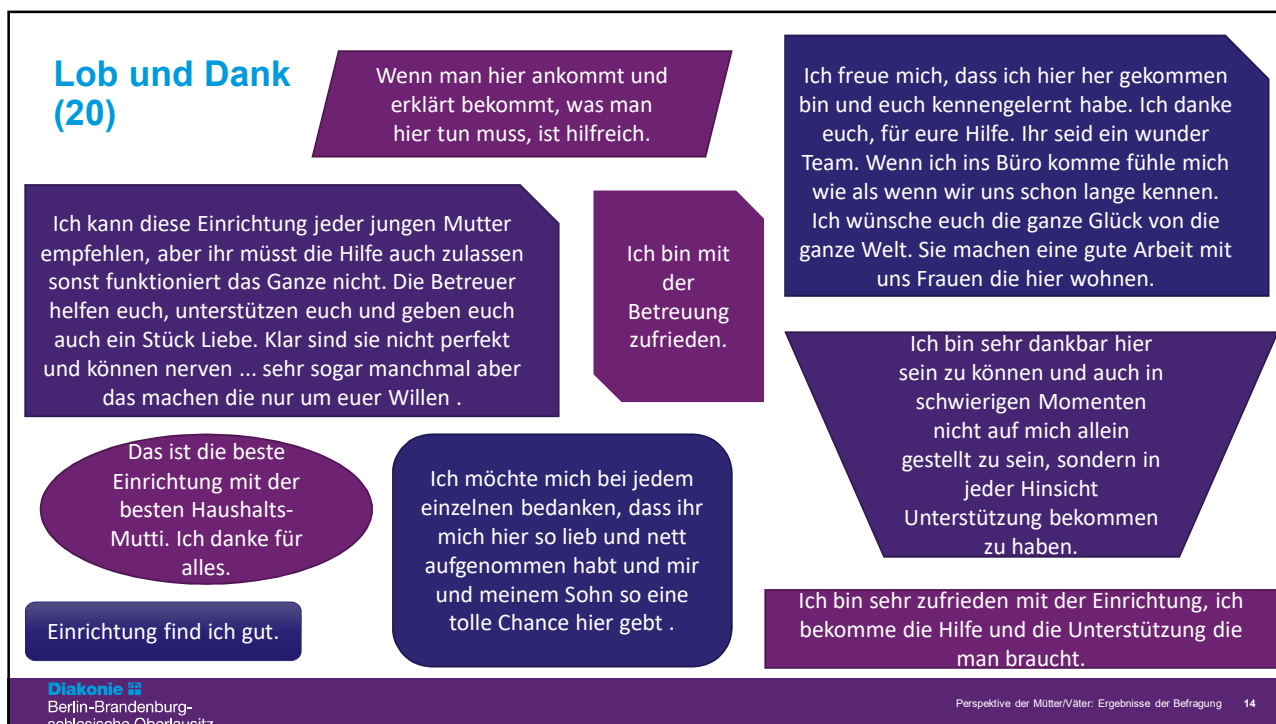 Lob und Dank
(20)
Wenn man hier ankommt und
erklärt bekommt, was man
hier tun muss, ist hilfreich.
Ich freue mich, dass ich hier her gekommen
bin und euch kennengelernt habe. Ich danke
euch, für eure Hilfe. Ihr seid ein wunder
Team. Wenn ich ins Büro komme fühle mich
wie als wenn wir uns schon lange kennen.
Ich wünsche euch die ganze Glück von die
ganze Welt. Sie machen eine gute Arbeit mit
uns Frauen die hier wohnen.
Ich kann diese Einrichtung jeder jungen Mutter
empfehlen, aber ihr müsst die Hilfe auch zulassen
sonst funktioniert das Ganze nicht. Die Betreuer
helfen euch, unterstützen euch und geben euch
auch ein Stück Liebe. Klar sind sie nicht perfekt
und können nerven ... sehr sogar manchmal aber
das machen die nur um euer Willen .
Ich bin mit
der
Betreuung
zufrieden.
Ich bin sehr dankbar hier
sein zu können und auch in
schwierigen Momenten
nicht auf mich allein
gestellt zu sein, sondern in
jeder Hinsicht
Unterstützung bekommen
zu haben.
Das ist die beste
Einrichtung mit der
besten Haushalts-
Mutti. Ich danke für
alles.
Ich möchte mich bei jedem
einzelnen bedanken, dass ihr
mich hier so lieb und nett
aufgenommen habt und mir
und meinem Sohn so eine
tolle Chance hier gebt .
Einrichtung find ich gut.
Ich bin sehr zufrieden mit der Einrichtung, ich
bekomme die Hilfe und die Unterstützung die
man braucht.
Diakonie
Berlin-Brandenburg-
schlesische Oberlausitz
Perspektive der Mütter/Väter: Ergebnisse der Befragung 14